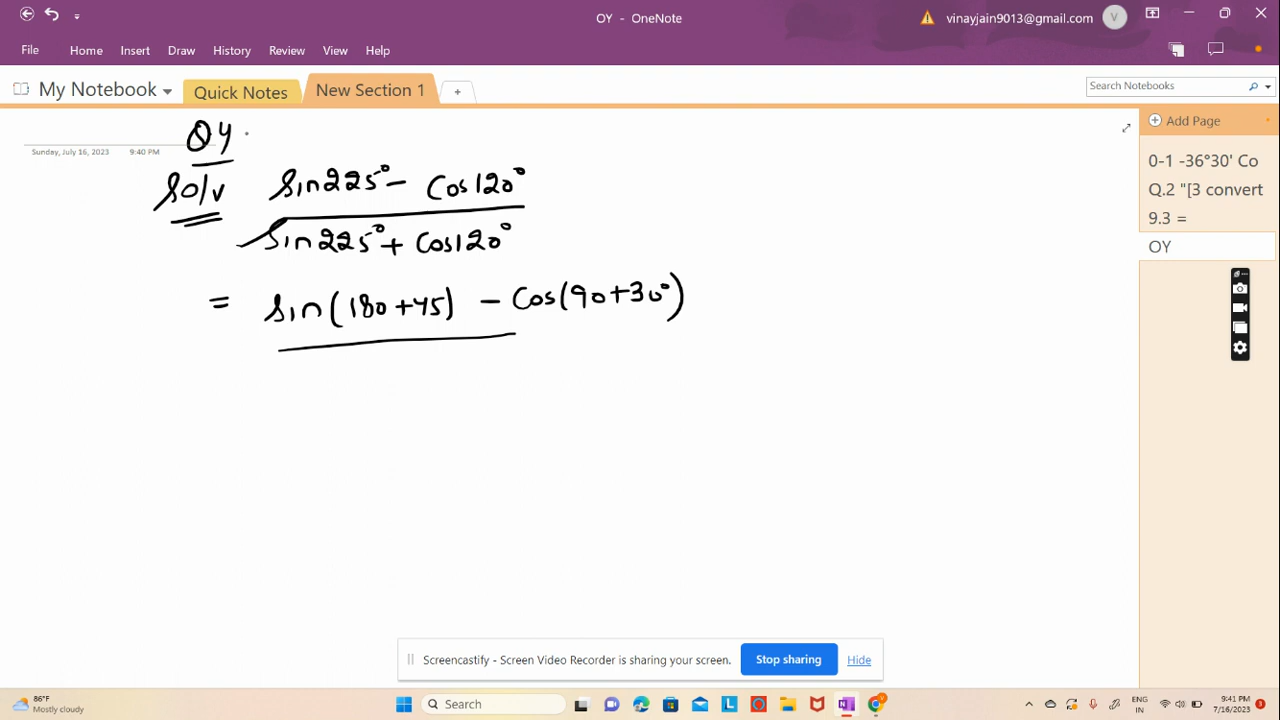 OY - OneNote
vinayjain9013@gmail.com
V
File Home Insert Draw History Review View Help
My Notebook
Quick Notes
New Section 1
+
Search Notebooks
Add Page
0-1 -36°30' Co
Q.2 "[3 convert
9.3 =
OY
Sunday, July 16, 2023 9:40 PM
Q4
Solv sin225° - cos120°
sin225° + cos120°
= sin(180+45) - cos(90+30°)
Screencastify - Screen Video Recorder is sharing your screen.
Stop sharing
Hide
86°F
Mostly cloudy
Search
ENG
IN
9:41 PM
7/16/2023